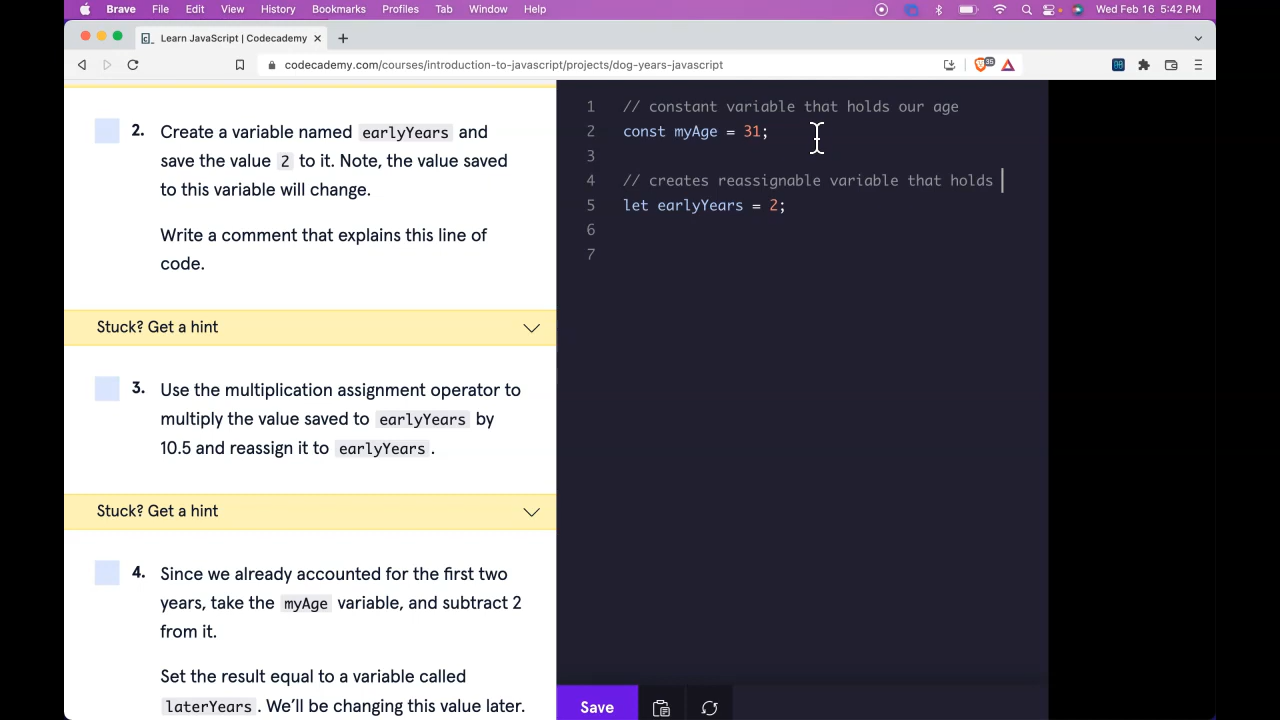 Brave File Edit View History Bookmarks Profiles Tab Window Help Wed Feb 16 5:42 PM
Learn JavaScript | Codecademy
codecademy.com/courses/introduction-to-javascript/projects/dog-years-javascript 35
2. Create a variable named earlyYears and
save the value 2 to it. Note, the value saved
to this variable will change.
Write a comment that explains this line of
code.
Stuck? Get a hint
3. Use the multiplication assignment operator to
multiply the value saved to earlyYears by
10.5 and reassign it to earlyYears.
Stuck? Get a hint
4. Since we already accounted for the first two
years, take the myAge variable, and subtract 2
from it.
Set the result equal to a variable called
laterYears. We'll be changing this value later.
1 // constant variable that holds our age
2 const myAge = 31;
3
4 // creates reassignable variable that holds
5 let earlyYears = 2;
6
7
Save